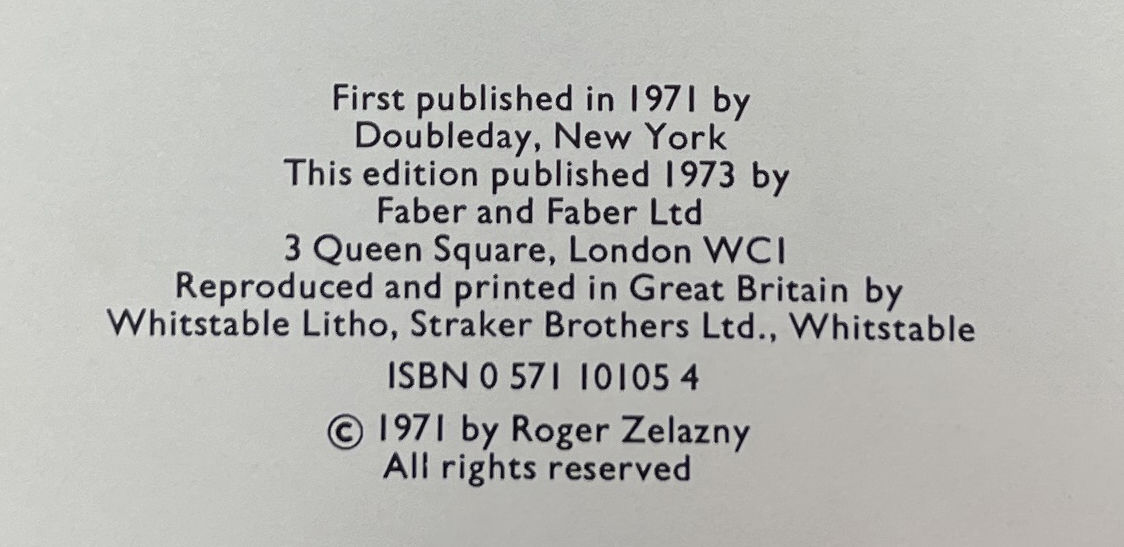 First published in 1971 by
Doubleday, New York
This edition published 1973 by
Faber and Faber Ltd
3 Queen Square, London WC1
Reproduced and printed in Great Britain by
Whitstable Litho, Straker Brothers Ltd., Whitstable
ISBN 0 571 10105 4
© 1971 by Roger Zelazny
All rights reserved